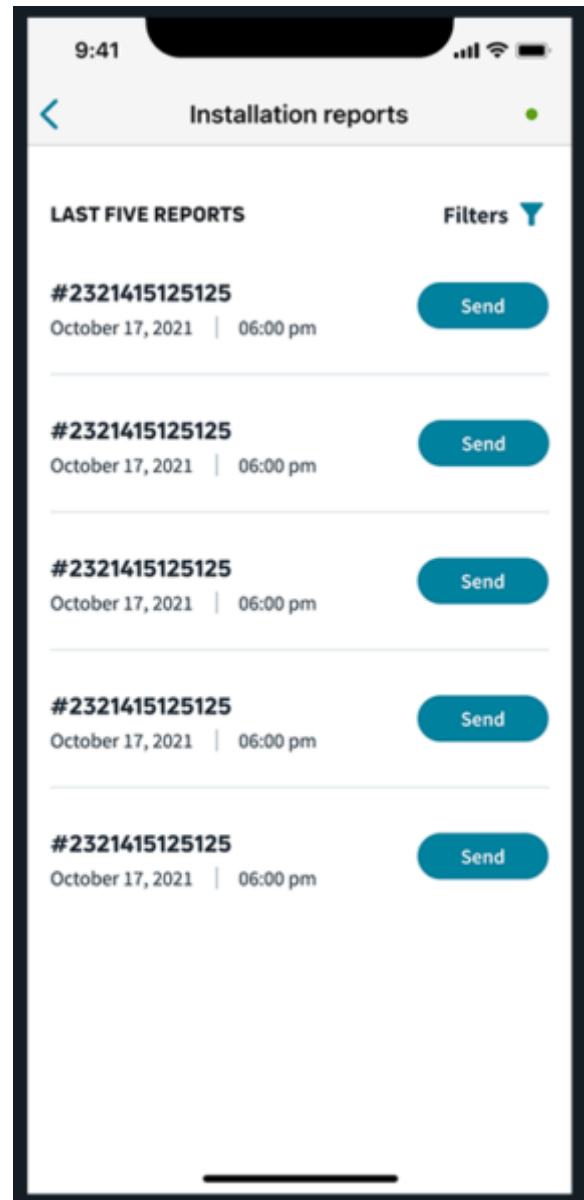 9:41
Installation reports
LAST FIVE REPORTS Filters
#2321415125125
October 17, 2021 06:00 pm Send
#2321415125125
October 17, 2021 06:00 pm Send
#2321415125125
October 17, 2021 06:00 pm Send
#2321415125125
October 17, 2021 06:00 pm Send
#2321415125125
October 17, 2021 06:00 pm Send